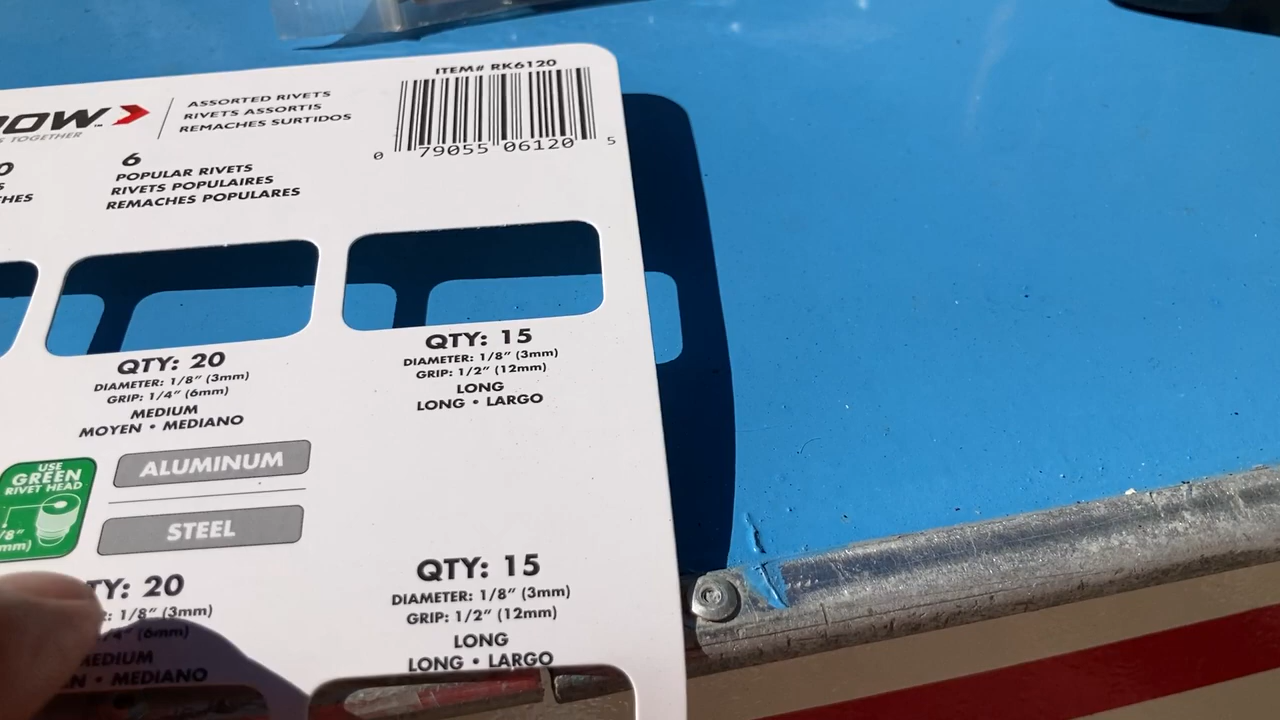 ITEM# RK6120
ASSORTED RIVETS
RIVETS ASSORTIS
REMACHES SURTIDOS
TOGETHER
0 79055 06120 5
6
POPULAR RIVETS
RIVETS POPULAIRES
REMACHES POPULARES
QTY: 20
DIAMETER: 1/8" (3mm)
GRIP: 1/4" (6mm)
MEDIUM
MOYEN • MEDIANO
QTY: 15
DIAMETER: 1/8" (3mm)
GRIP: 1/2" (12mm)
LONG
LONG • LARGO
USE
GREEN
RIVET HEAD
ALUMINUM
STEEL
20
1/8" (3mm)
(6mm)
MEDIUM
• MEDIANO
QTY: 15
DIAMETER: 1/8" (3mm)
GRIP: 1/2" (12mm)
LONG
LONG • LARGO